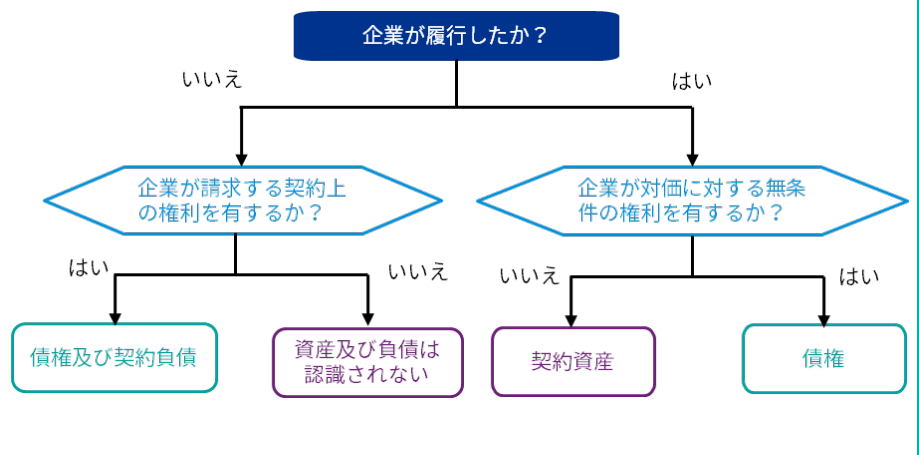 企業が履行したか？
いいえ
はい
企業が請求する契約上
の権利を有するか？
企業が対価に対する無条
件の権利を有するか？
はい
いいえ
いいえ
はい
債権及び契約負債
資産及び負債は
認識されない
契約資産
債権